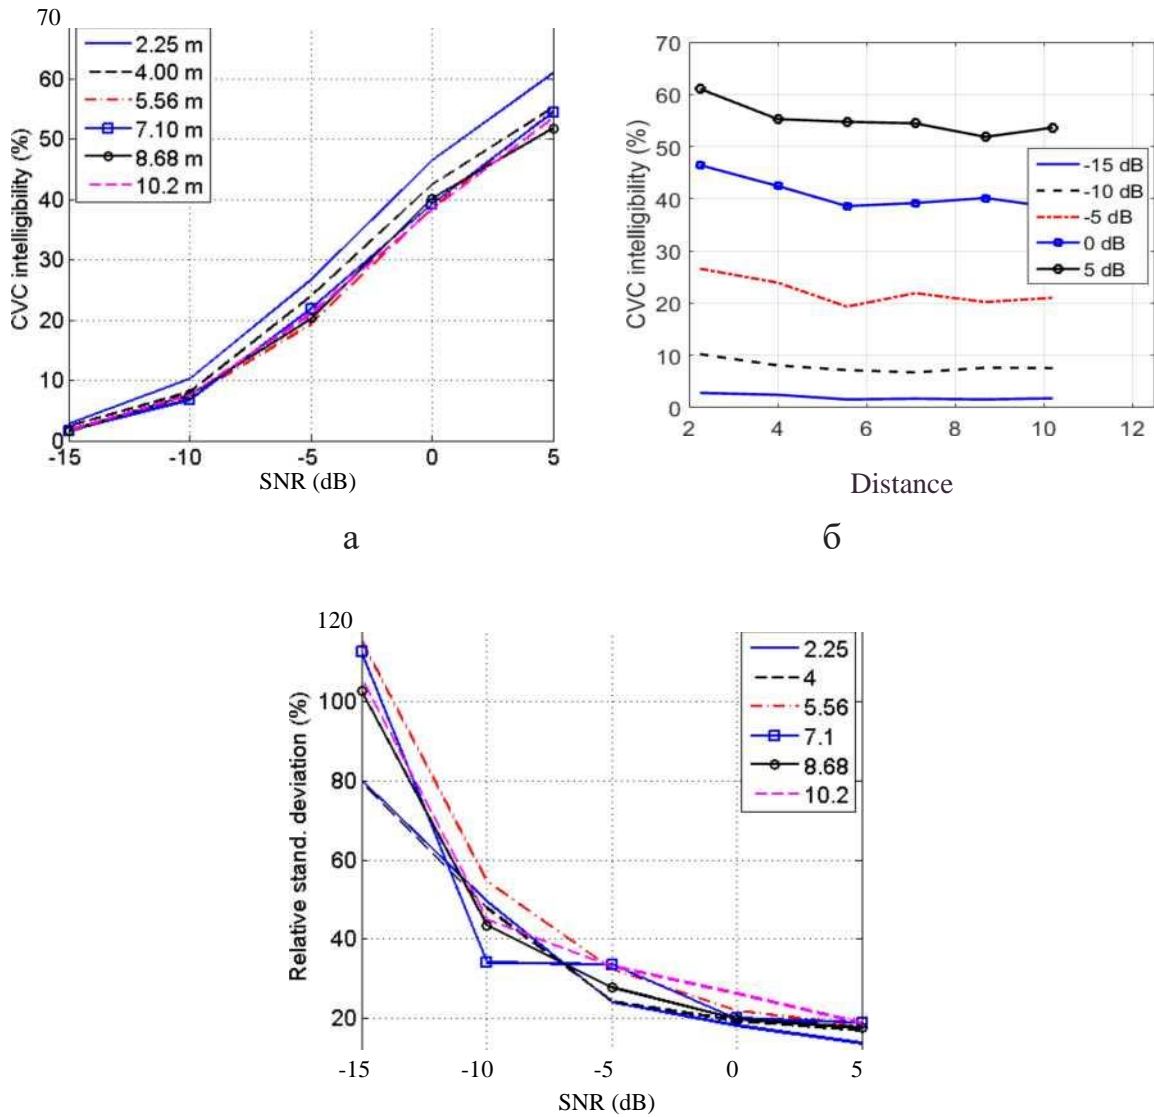 70
2.25 m
4.00 m
5.56 m
7.10 m
8.68 m
10.2 m
60
50
40
30
20
10
0
CVC intelligibility (%)
-15 -10 -5 0 5
SNR (dB)
а
70
60
50
40
30
20
10
0
CVC intelligibility (%)
-15 dB
-10 dB
-5 dB
0 dB
5 dB
2 4 6 8 10 12
Distance
б
120
100
80
60
40
20
Relative stand. deviation (%)
2.25
4
5.56
7.1
8.68
10.2
-15 -10 -5 0 5
SNR (dB)